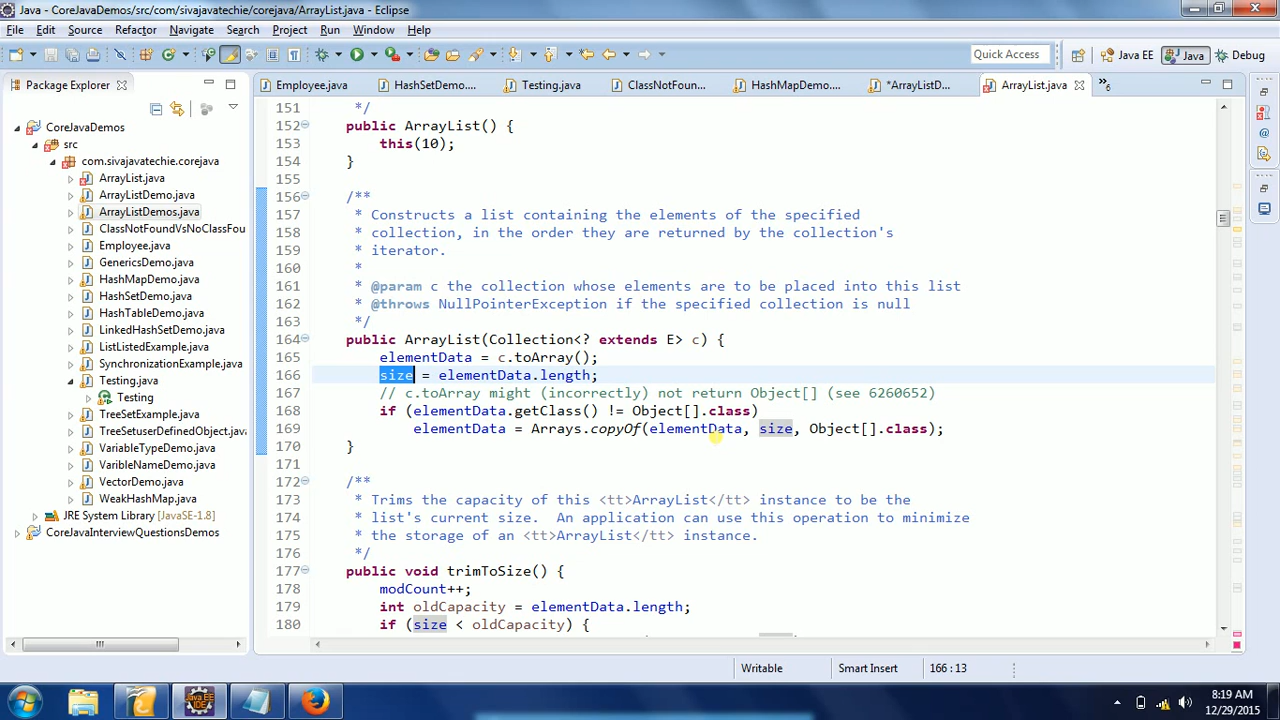 Java - CoreJavaDemos/src/com/sivajavatechie/corejava/ArrayList.java - Eclipse
File Edit Source Refactor Navigate Search Project Run Window Help
Quick Access Java EE Java Debug
Package Explorer
Employee.java HashSetDemo.... Testing.java ClassNotFoun... HashMapDemo.... *ArrayListD... ArrayList.java »6
CoreJavaDemos
src
com.sivajavatechie.corejava
ArrayList.java
ArrayListDemo.java
ArrayListDemos.java
ClassNotFoundVsNoClassFou
Employee.java
GenericsDemo.java
HashMapDemo.java
HashSetDemo.java
HashTableDemo.java
LinkedHashSetDemo.java
ListListedExample.java
SynchronizationExample.java
Testing.java
Testing
TreeSetExample.java
TreeSetuserDefinedObject.java
VariableTypeDemo.java
VaribleNameDemo.java
VectorDemo.java
WeakHashMap.java
JRE System Library [JavaSE-1.8]
CoreJavaInterviewQuestionsDemos
151 */
152 public ArrayList() {
153 this(10);
154 }
155
156 /**
157 * Constructs a list containing the elements of the specified
158 * collection, in the order they are returned by the collection's
159 * iterator.
160 *
161 * @param c the collection whose elements are to be placed into this list
162 * @throws NullPointerException if the specified collection is null
163 */
164 public ArrayList(Collection<? extends E> c) {
165 elementData = c.toArray();
166 size = elementData.length;
167 // c.toArray might (incorrectly) not return Object[] (see 6260652)
168 if (elementData.getClass() != Object[].class)
169 elementData = Arrays.copyOf(elementData, size, Object[].class);
170 }
171
172 /**
173 * Trims the capacity of this <tt>ArrayList</tt> instance to be the
174 * list's current size. An application can use this operation to minimize
175 * the storage of an <tt>ArrayList</tt> instance.
176 */
177 public void trimToSize() {
178 modCount++;
179 int oldCapacity = elementData.length;
180 if (size < oldCapacity) {
Writable Smart Insert 166 : 13
Java EE IDE
8:19 AM
12/29/2015